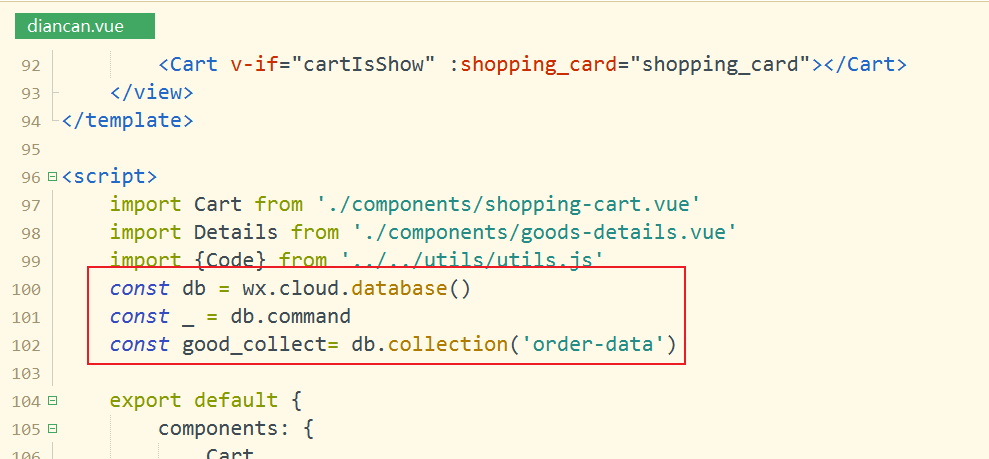 diancan.vue
92 <Cart v-if="cartIsShow" :shopping_card="shopping_card"></Cart>
93 </view>
94 </template>
95
96 <script>
97 import Cart from './components/shopping-cart.vue'
98 import Details from './components/goods-details.vue'
99 import {Code} from '../../utils/utils.js'
100 const db = wx.cloud.database()
101 const _ = db.command
102 const good_collect= db.collection('order-data')
103
104 export default {
105 components: {
106 Cart